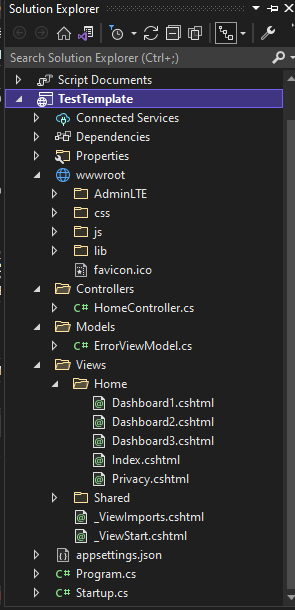 Solution Explorer
Search Solution Explorer (Ctrl+;)
Script Documents
TestTemplate
Connected Services
Dependencies
Properties
wwwroot
AdminLTE
css
js
lib
favicon.ico
Controllers
C# HomeController.cs
Models
C# ErrorViewModel.cs
Views
Home
Dashboard1.cshtml
Dashboard2.cshtml
Dashboard3.cshtml
Index.cshtml
Privacy.cshtml
Shared
_ViewImports.cshtml
_ViewStart.cshtml
appsettings.json
C# Program.cs
C# Startup.cs